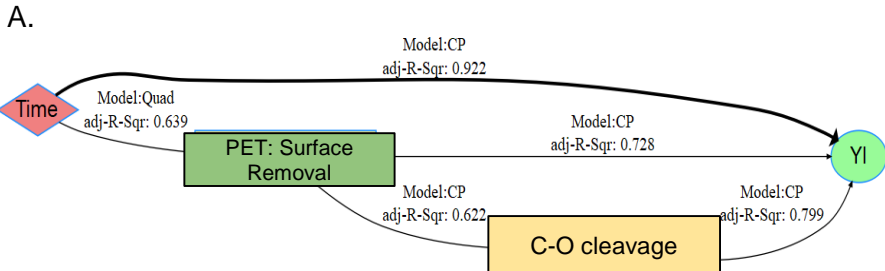 A.
Model:CP
adj-R-Sqr: 0.922
Time
Model:Quad
adj-R-Sqr: 0.639
PET: Surface
Removal
Model:CP
adj-R-Sqr: 0.728
YI
Model:CP
adj-R-Sqr: 0.622
C-O cleavage
Model:CP
adj-R-Sqr: 0.799